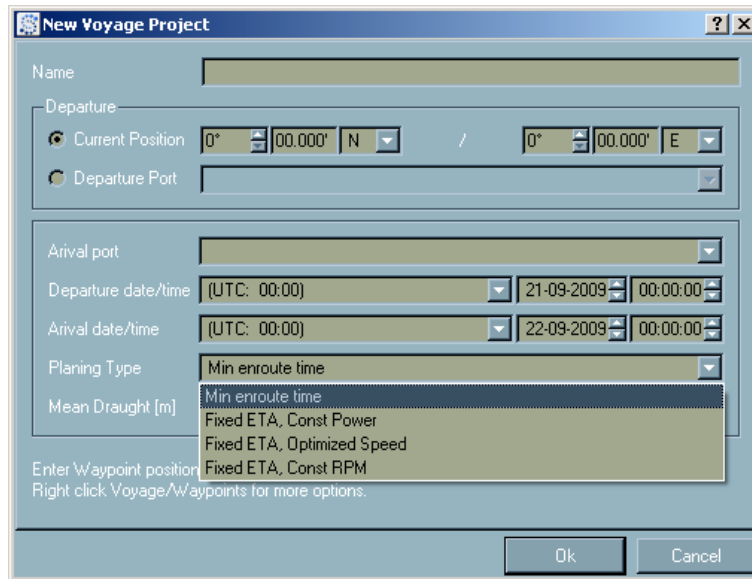 New Voyage Project
Name
Departure
Current Position 0° 00.000' N / 0° 00.000' E
Departure Port
Arival port
Departure date/time (UTC: 00:00) 21-09-2009 00:00:00
Arival date/time (UTC: 00:00) 22-09-2009 00:00:00
Planing Type Min enroute time
Min enroute time
Mean Draught [m]
Fixed ETA, Const Power
Fixed ETA, Optimized Speed
Fixed ETA, Const RPM
Enter Waypoint position
Right click Voyage/Waypoints for more options.
Ok Cancel